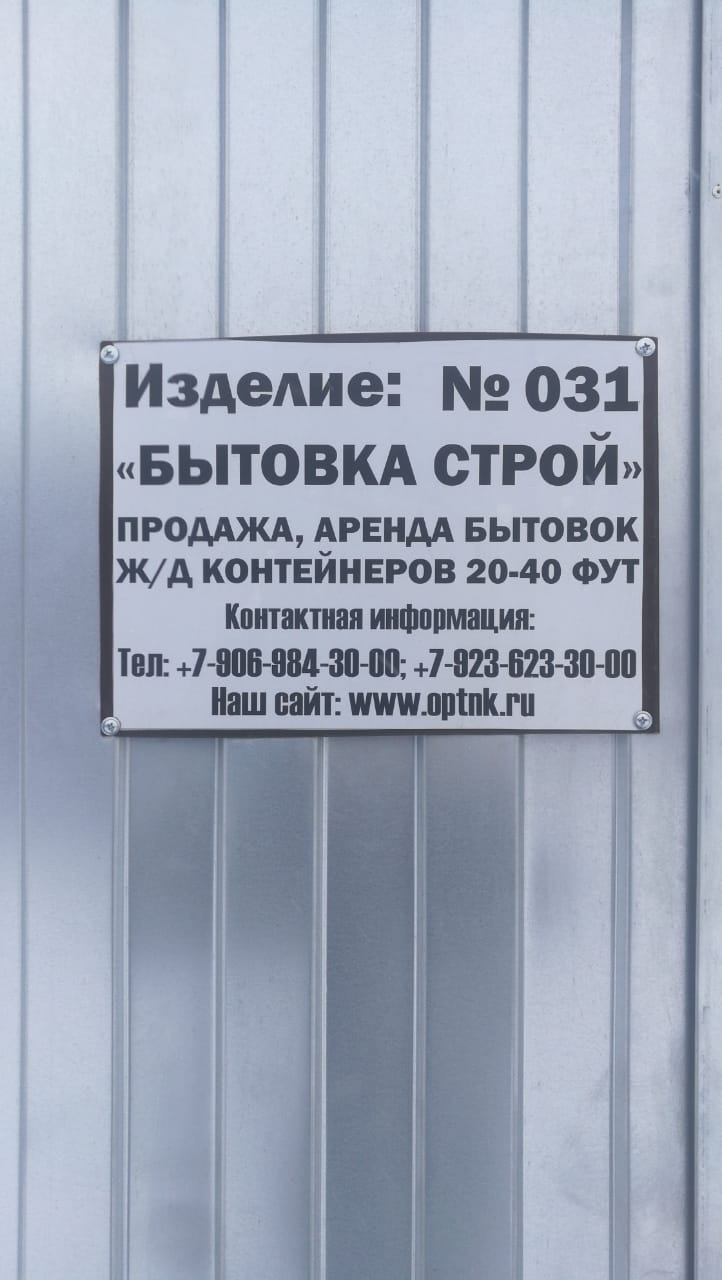 Изделие: № 031
«БЫТОВКА СТРОЙ»
ПРОДАЖА, АРЕНДА БЫТОВОК
Ж/Д КОНТЕЙНЕРОВ 20-40 ФУТ
Контактная информация:
Тел: +7-906-984-30-00; +7-923-623-30-00
Наш сайт: www.optnk.ru